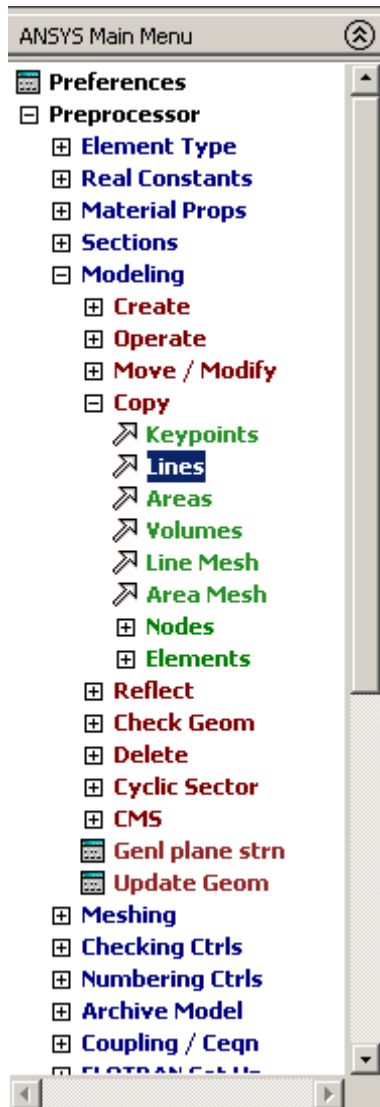 ANSYS Main Menu
Preferences
Preprocessor
Element Type
Real Constants
Material Props
Sections
Modeling
Create
Operate
Move / Modify
Copy
Keypoints
Lines
Areas
Volumes
Line Mesh
Area Mesh
Nodes
Elements
Reflect
Check Geom
Delete
Cyclic Sector
CMS
Genl plane strn
Update Geom
Meshing
Checking Ctrls
Numbering Ctrls
Archive Model
Coupling / Ceqn